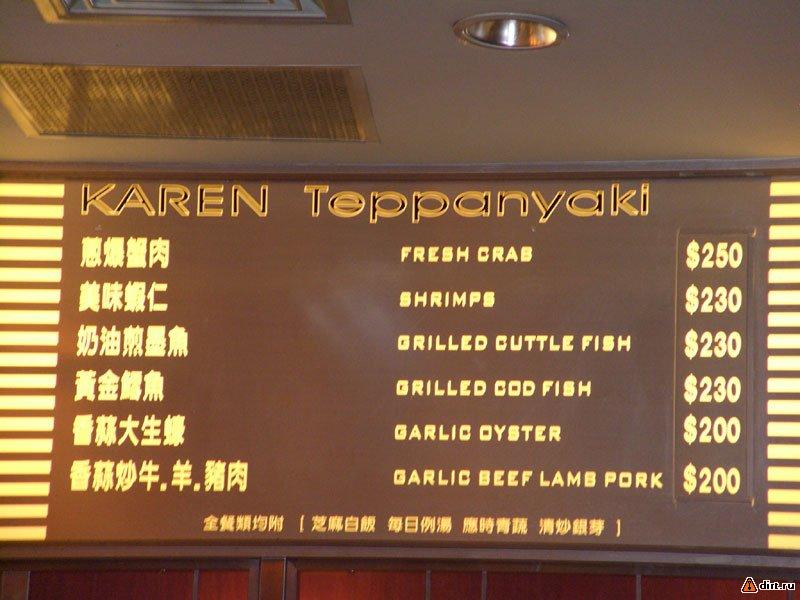 KAREN Teppanyaki
蔥爆蟹肉 FRESH CRAB $250
美味蝦仁 SHRIMPS $230
奶油煎墨魚 GRILLED CUTTLE FISH $230
黃金鱈魚 GRILLED COD FISH $230
香蒜大生蠔 GARLIC OYSTER $200
香蒜炒牛.羊.豬肉 GARLIC BEEF LAMB PORK $200
全餐類均附 [ 芝麻白飯 每日例湯 應時青蔬 清炒銀芽 ]
dirt.ru